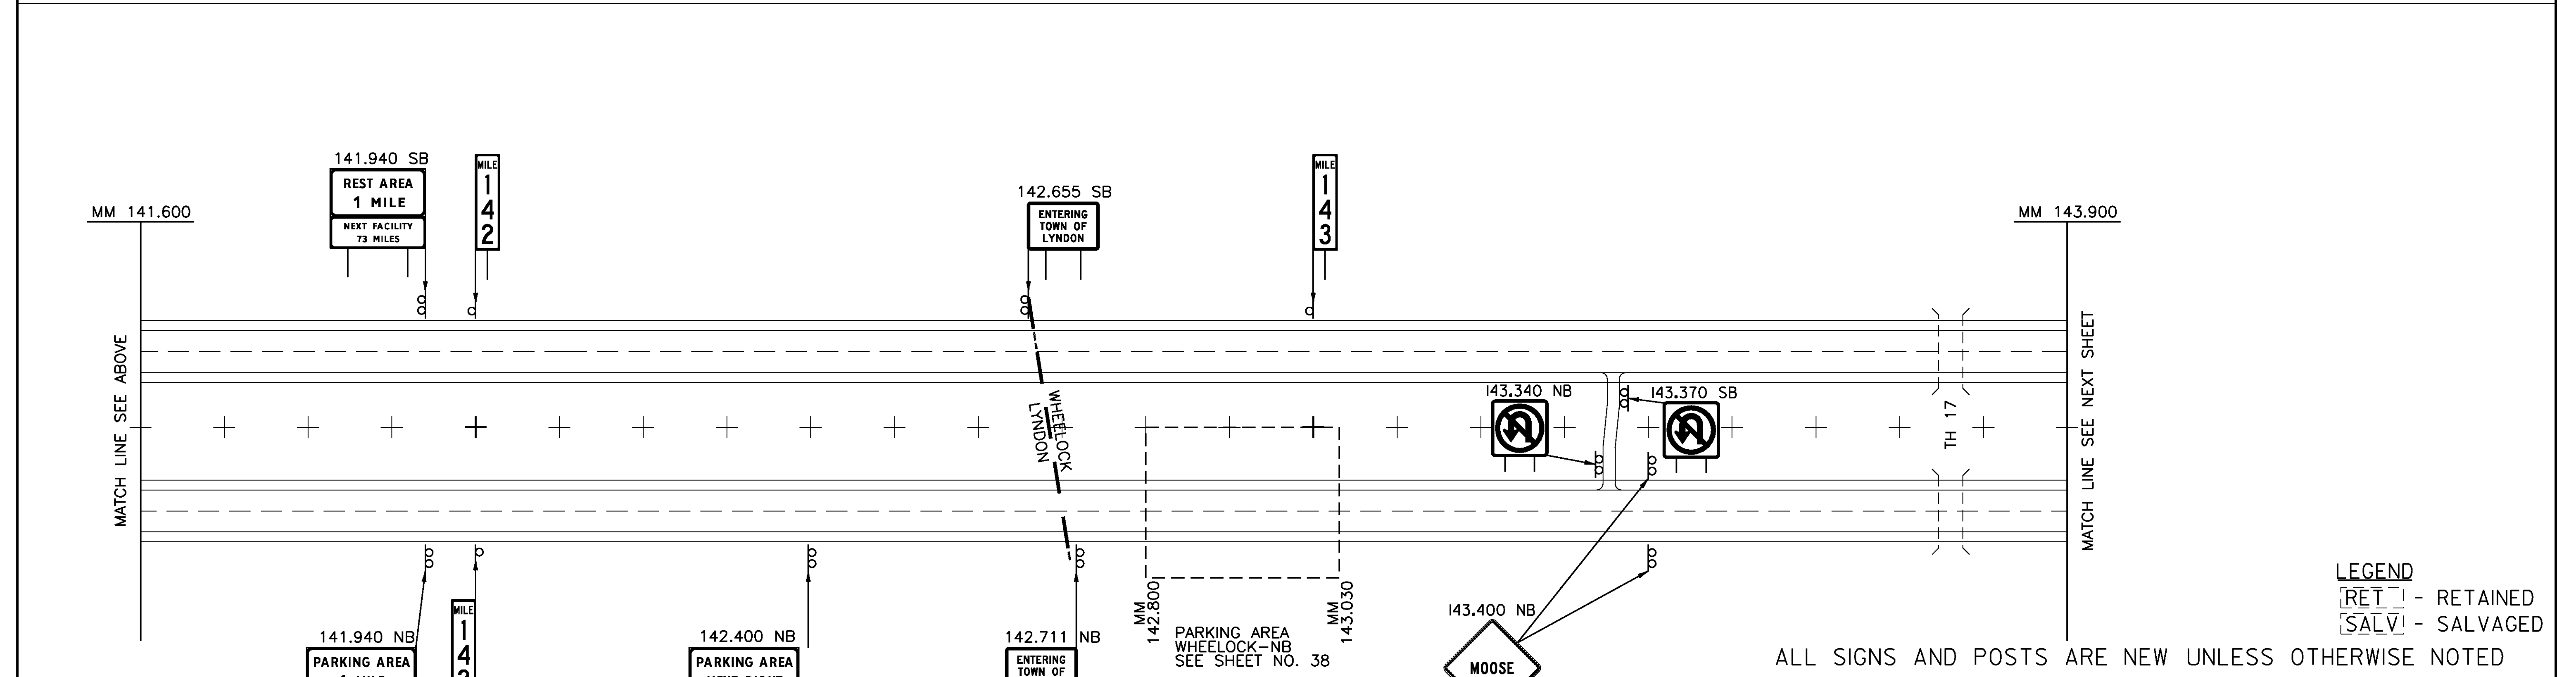 141.940 SB
REST AREA
1 MILE
NEXT FACILITY
73 MILES
MILE
1
4
2
142.655 SB
ENTERING
TOWN OF
LYNDON
MILE
1
4
3
MM 141.600
MM 143.900
MATCH LINE SEE ABOVE
WHEELOCK
LYNDON
143.340 NB
143.370 SB
TH 17
MATCH LINE SEE NEXT SHEET
141.940 NB
PARKING AREA
MILE
1
4
142.400 NB
PARKING AREA
142.711 NB
ENTERING
TOWN OF
MM
142.800
MM
143.030
PARKING AREA
WHEELOCK-NB
SEE SHEET NO. 38
143.400 NB
MOOSE
LEGEND
RET - RETAINED
SALV - SALVAGED
ALL SIGNS AND POSTS ARE NEW UNLESS OTHERWISE NOTED